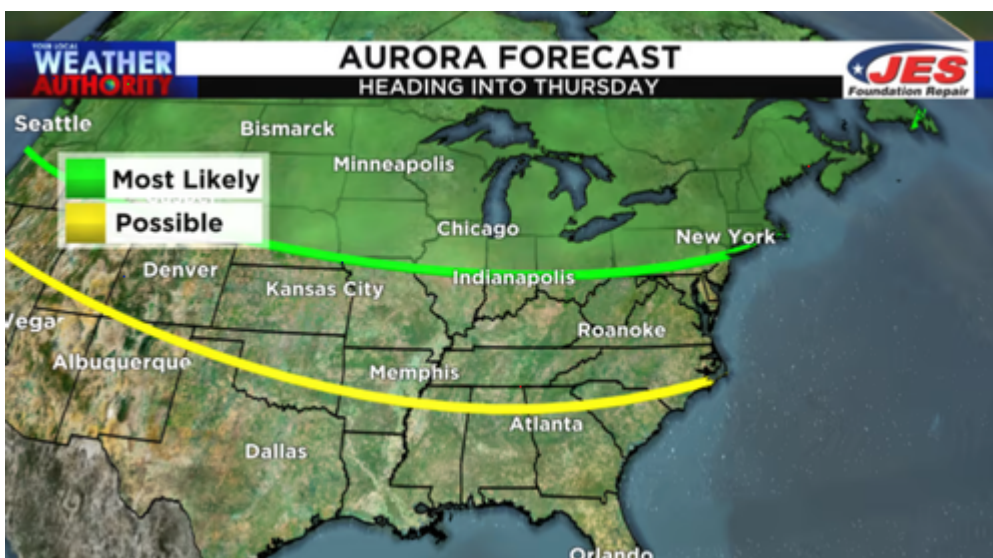 YOUR LOCAL
WEATHER
AUTHORITY
AURORA FORECAST
HEADING INTO THURSDAY
JES
Foundation Repair
Seattle
Bismarck
Minneapolis
Most Likely
Possible
Chicago
New York
Denver
Indianapolis
Kansas City
Vegas
Roanoke
Albuquerque
Memphis
Atlanta
Dallas
Orlando